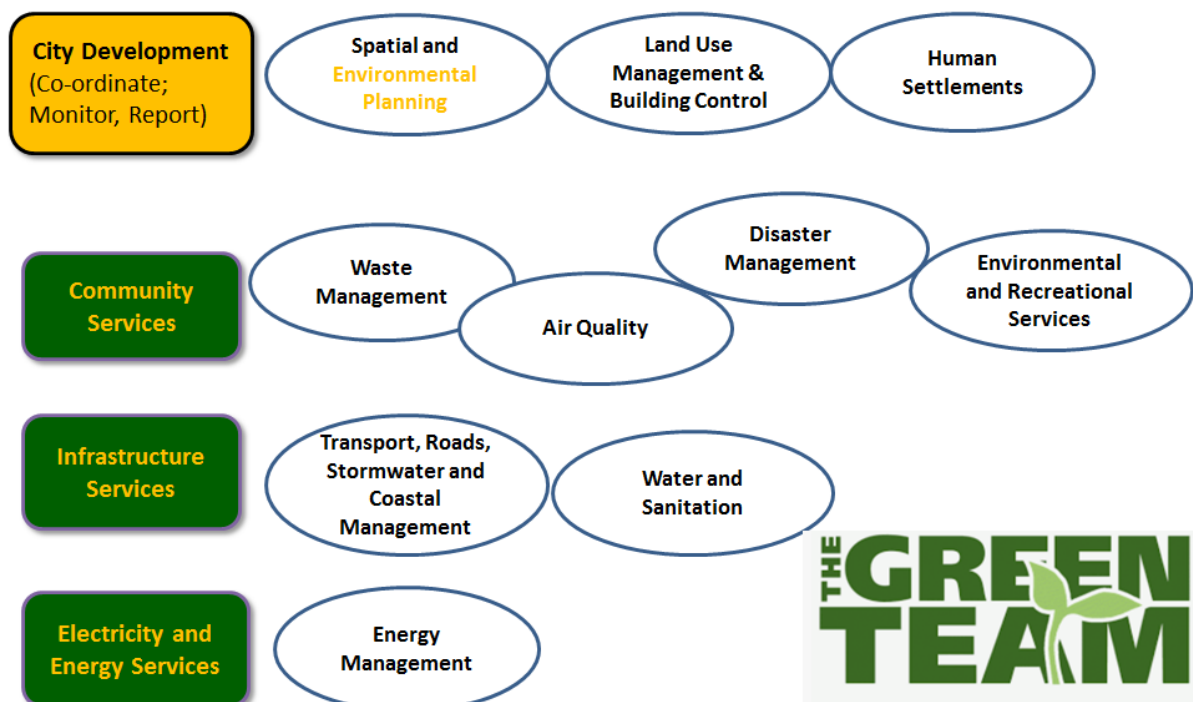 City Development
(Co-ordinate;
Monitor, Report)
Spatial and
Environmental
Planning
Land Use
Management &
Building Control
Human
Settlements
Community
Services
Waste
Management
Air Quality
Disaster
Management
Environmental
and Recreational
Services
Infrastructure
Services
Transport, Roads,
Stormwater and
Coastal
Management
Water and
Sanitation
Electricity and
Energy Services
Energy
Management
THE
GREEN
TEAM